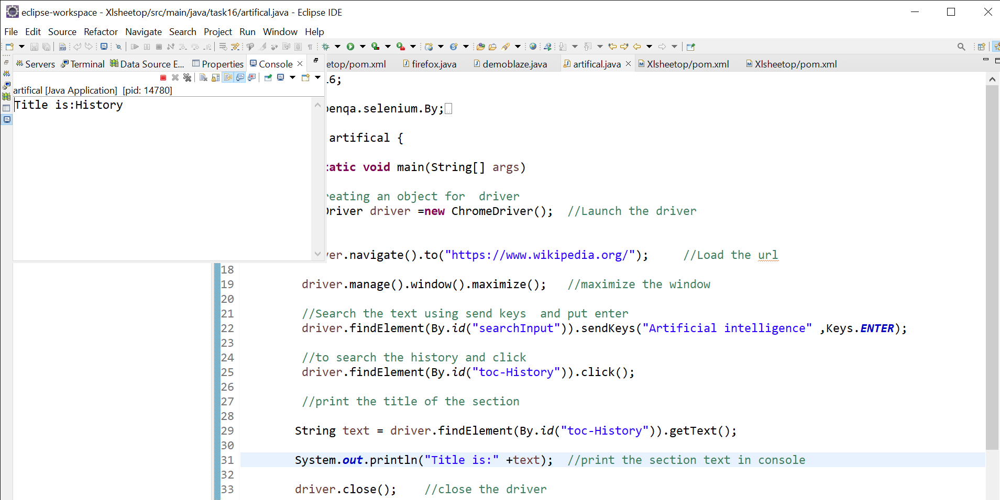 eclipse-workspace - Xlsheetop/src/main/java/task16/artifical.java - Eclipse IDE
File Edit Source Refactor Navigate Search Project Run Window Help
Servers Terminal Data Source E... Properties Console
etop/pom.xml firefox.java demoblaze.java artifical.java Xlsheetop/pom.xml Xlsheetop/pom.xml
artifical [Java Application] [pid: 14780]
Title is:History
16;
enqa.selenium.By;
artifical {
tatic void main(String[] args)
reating an object for  driver
Driver driver =new ChromeDriver();  //Launch the driver
ver.navigate().to("https://www.wikipedia.org/");     //Load the url
18
19 driver.manage().window().maximize();   //maximize the window
20
21 //Search the text using send keys  and put enter
22 driver.findElement(By.id("searchInput")).sendKeys("Artificial intelligence" ,Keys.ENTER);
23
24 //to search the history and click
25 driver.findElement(By.id("toc-History")).click();
26
27 //print the title of the section
28
29 String text = driver.findElement(By.id("toc-History")).getText();
30
31 System.out.println("Title is:" +text);  //print the section text in console
32
33 driver.close();    //close the driver